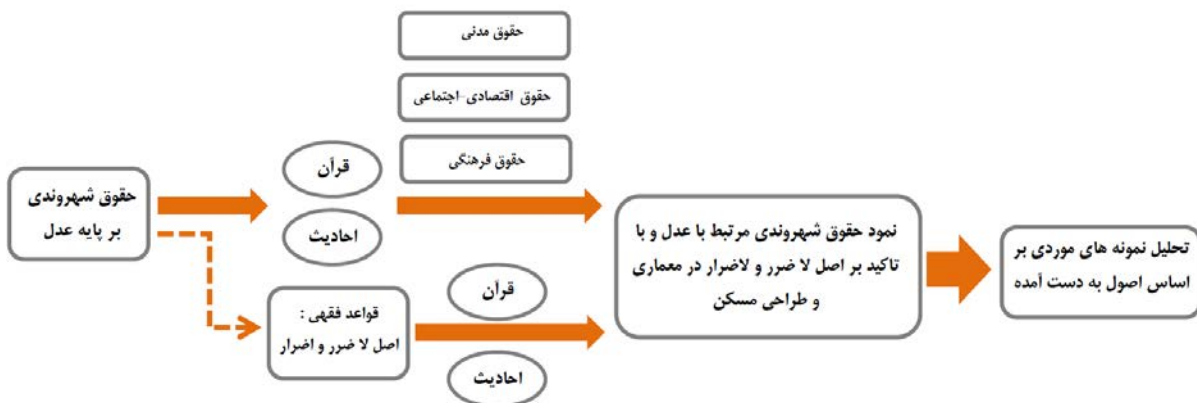 حقوق شهروندی
بر پایه عدل
قرآن
احادیث
حقوق مدنی
حقوق اقتصادی-اجتماعی
حقوق فرهنگی
قواعد فقهی :
اصل لا ضرر و اضرار
قرآن
احادیث
نمود حقوق شهروندی مرتبط با عدل و با
تاکید بر اصل لا ضرر و لاضرار در معماری
و طراحی مسکن
تحلیل نمونه های موردی بر
اساس اصول به دست آمده